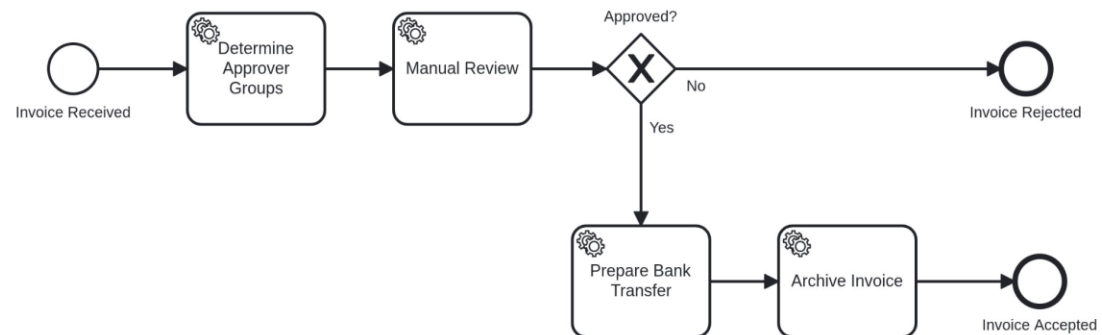 Approved?
Determine
Approver
Groups
Manual Review
No
Invoice Received
Invoice Rejected
Yes
Prepare Bank
Transfer
Archive Invoice
Invoice Accepted